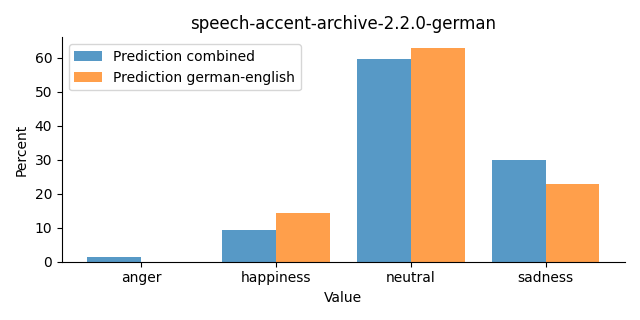 speech-accent-archive-2.2.0-german
Prediction combined
Prediction german-english
Percent
60
50
40
30
20
10
0
anger happiness neutral sadness
Value